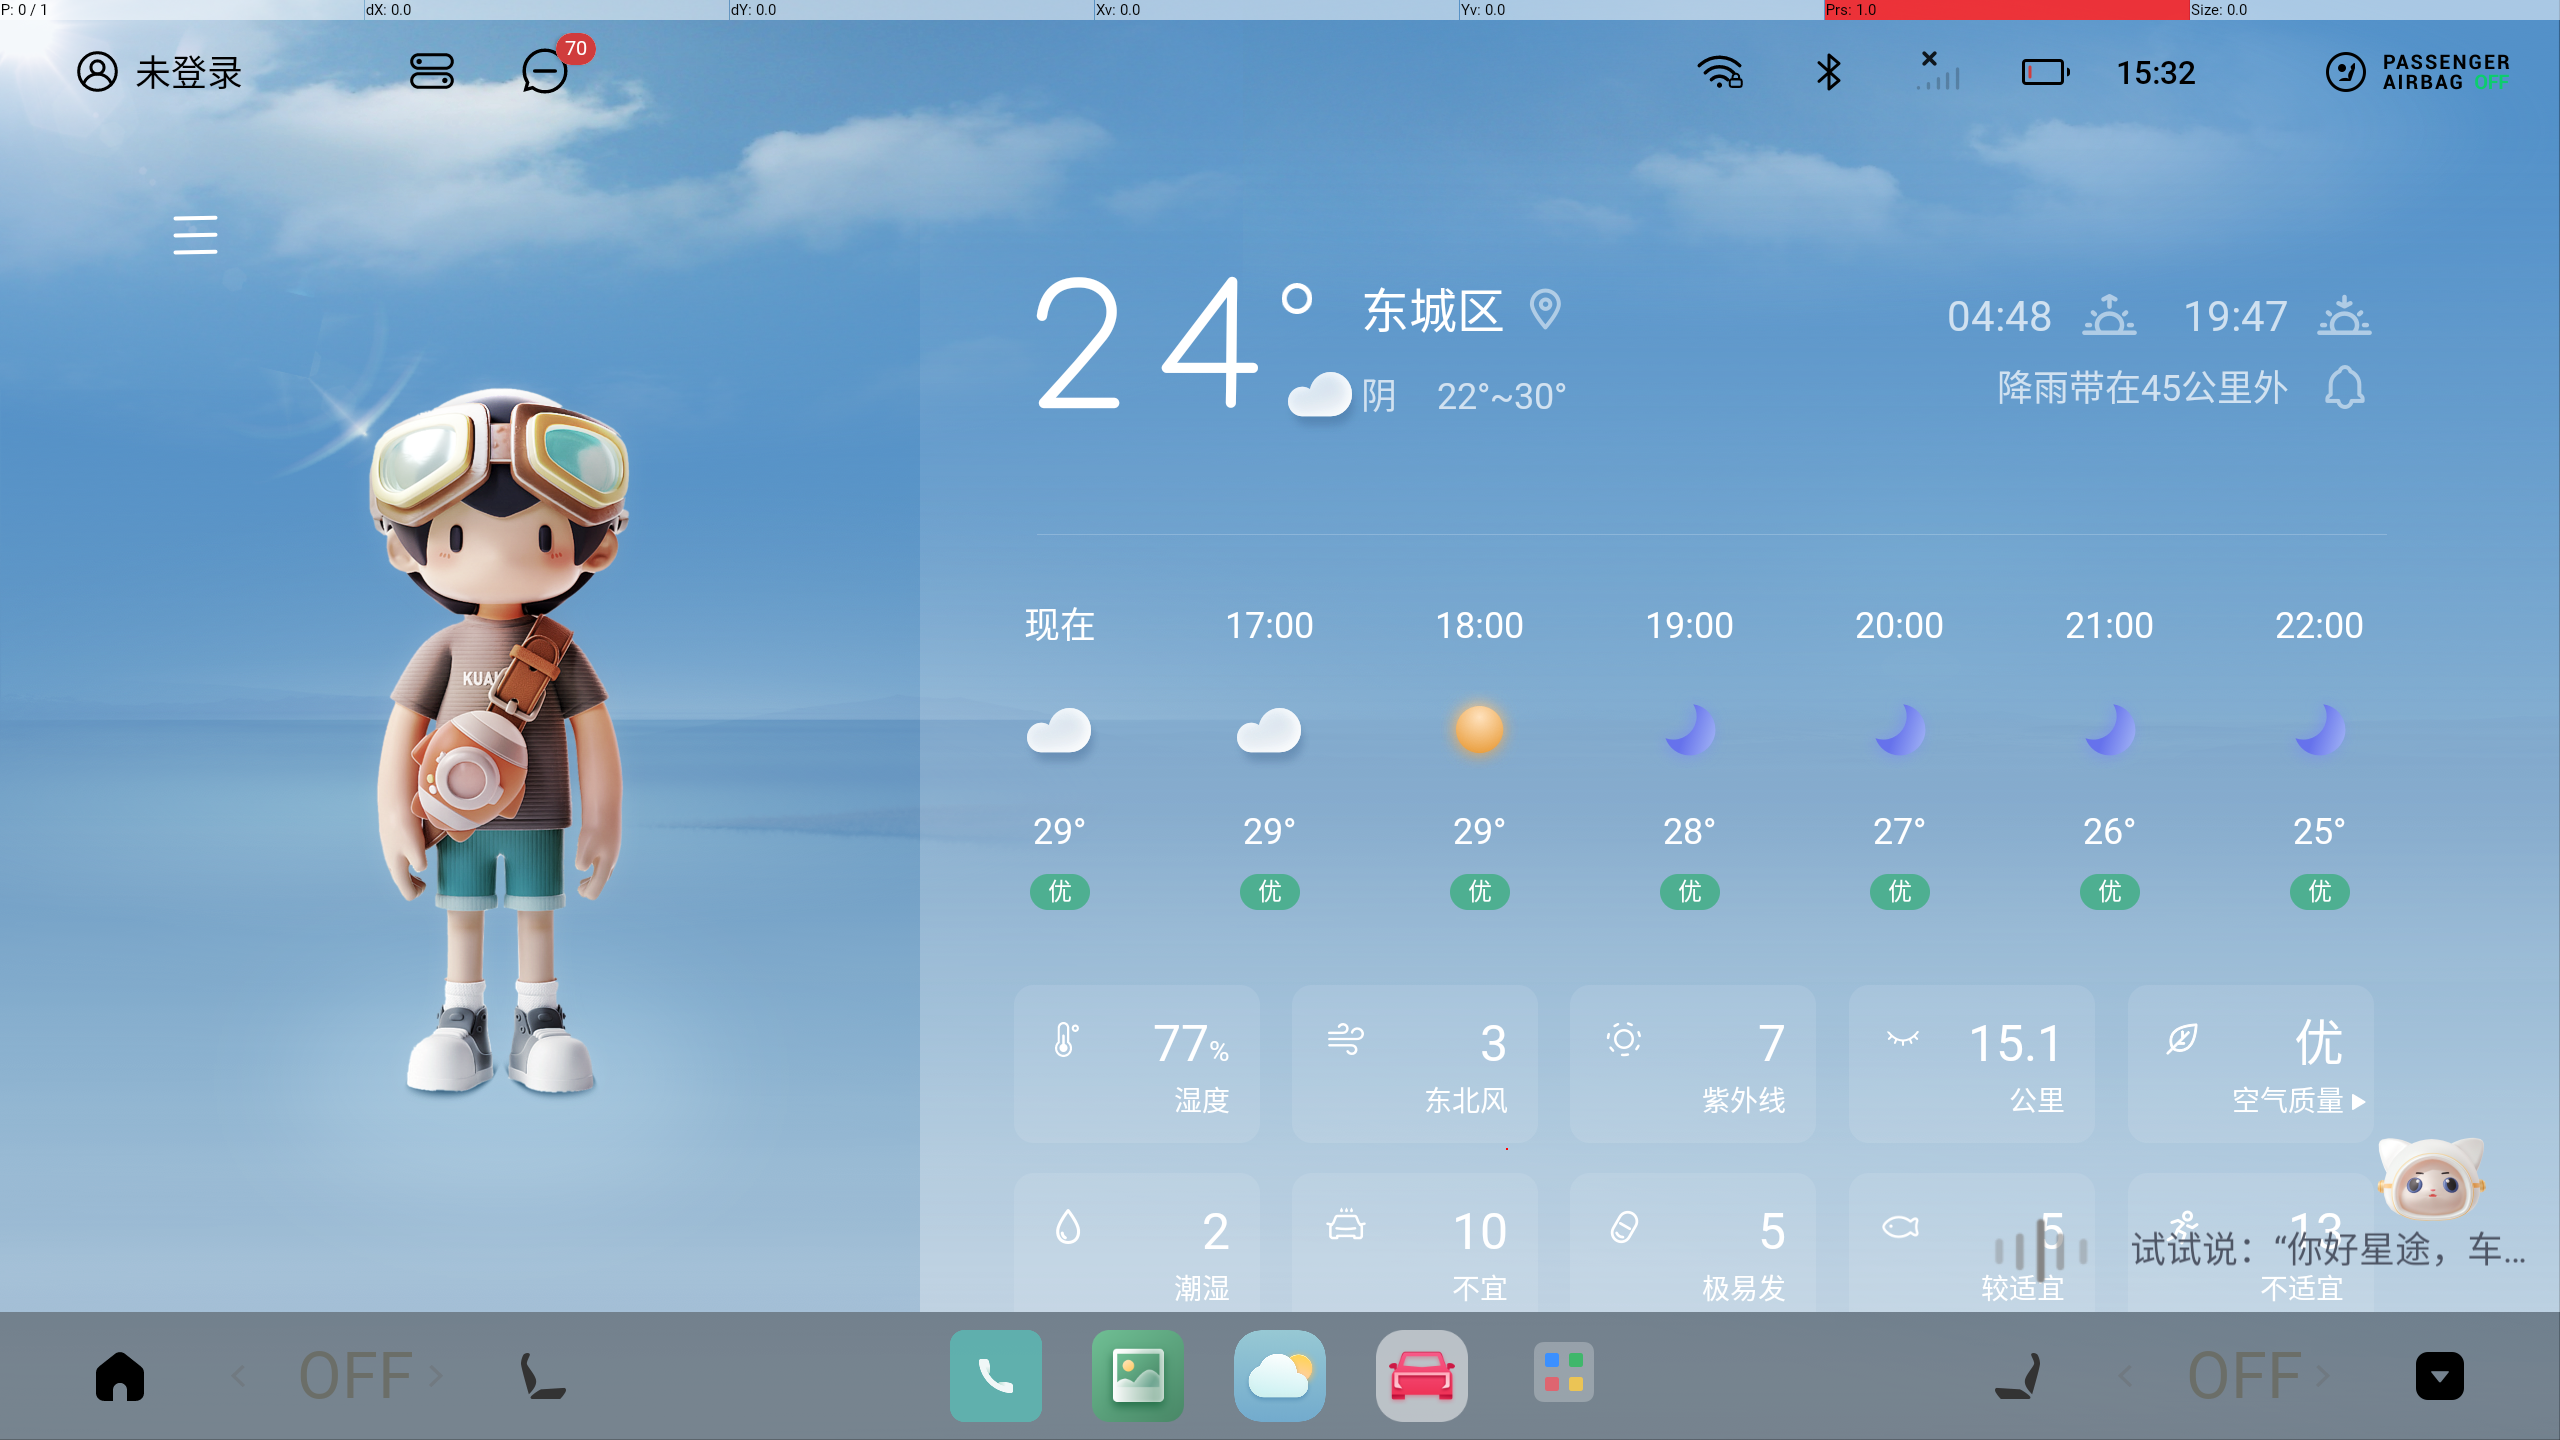 P: 0 / 1 dX: 0.0 dY: 0.0 Xv: 0.0 Yv: 0.0 Prs: 1.0 Size: 0.0
未登录 70 15:32 PASSENGER AIRBAG OFF
24° 东城区 04:48 19:47
阴 22°~30° 降雨带在45公里外
现在 17:00 18:00 19:00 20:00 21:00 22:00
KUA
29° 29° 29° 28° 27° 26° 25°
优 优 优 优 优 优 优
77% 3 7 15.1 优
湿度 东北风 紫外线 公里 空气质量
2 10 5 5 13
试试说：“你好星途，车...
潮湿 不宜 极易发 较适宜 不适宜
OFF OFF